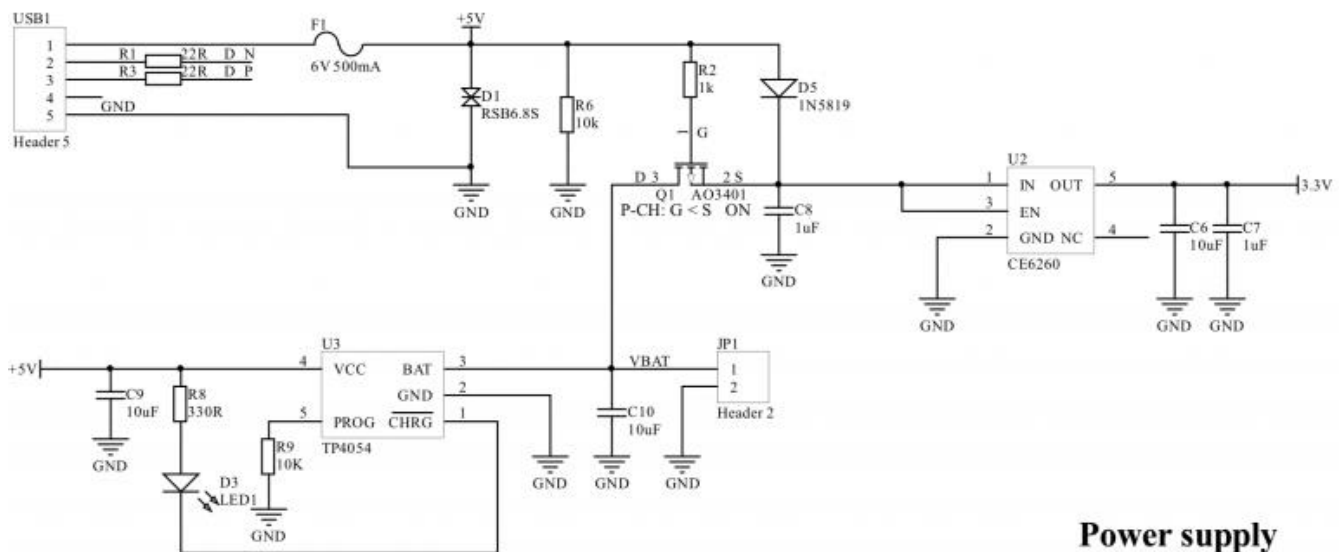 USB1
1
2
3
4
5
Header 5
R1 22R D_N
R3 22R D_P
GND
F1
6V 500mA
+5V
D1
RSB6.8S
GND
R6
10k
GND
R2
1k
1 G
D5
1N5819
D 3
2 S
Q1 AO3401
P-CH: G < S ON
C8
1uF
GND
U2
1 IN OUT 5
3 EN
2 GND NC 4
CE6260
GND
3.3V
C6
10uF
GND
C7
1uF
GND
+5V
C9
10uF
GND
R8
330R
D3
LED1
U3
4 VCC BAT 3
GND 2
5 PROG CHRG 1
TP4054
R9
10K
GND
GND
VBAT
C10
10uF
GND
JP1
1
2
Header 2
GND
Power supply